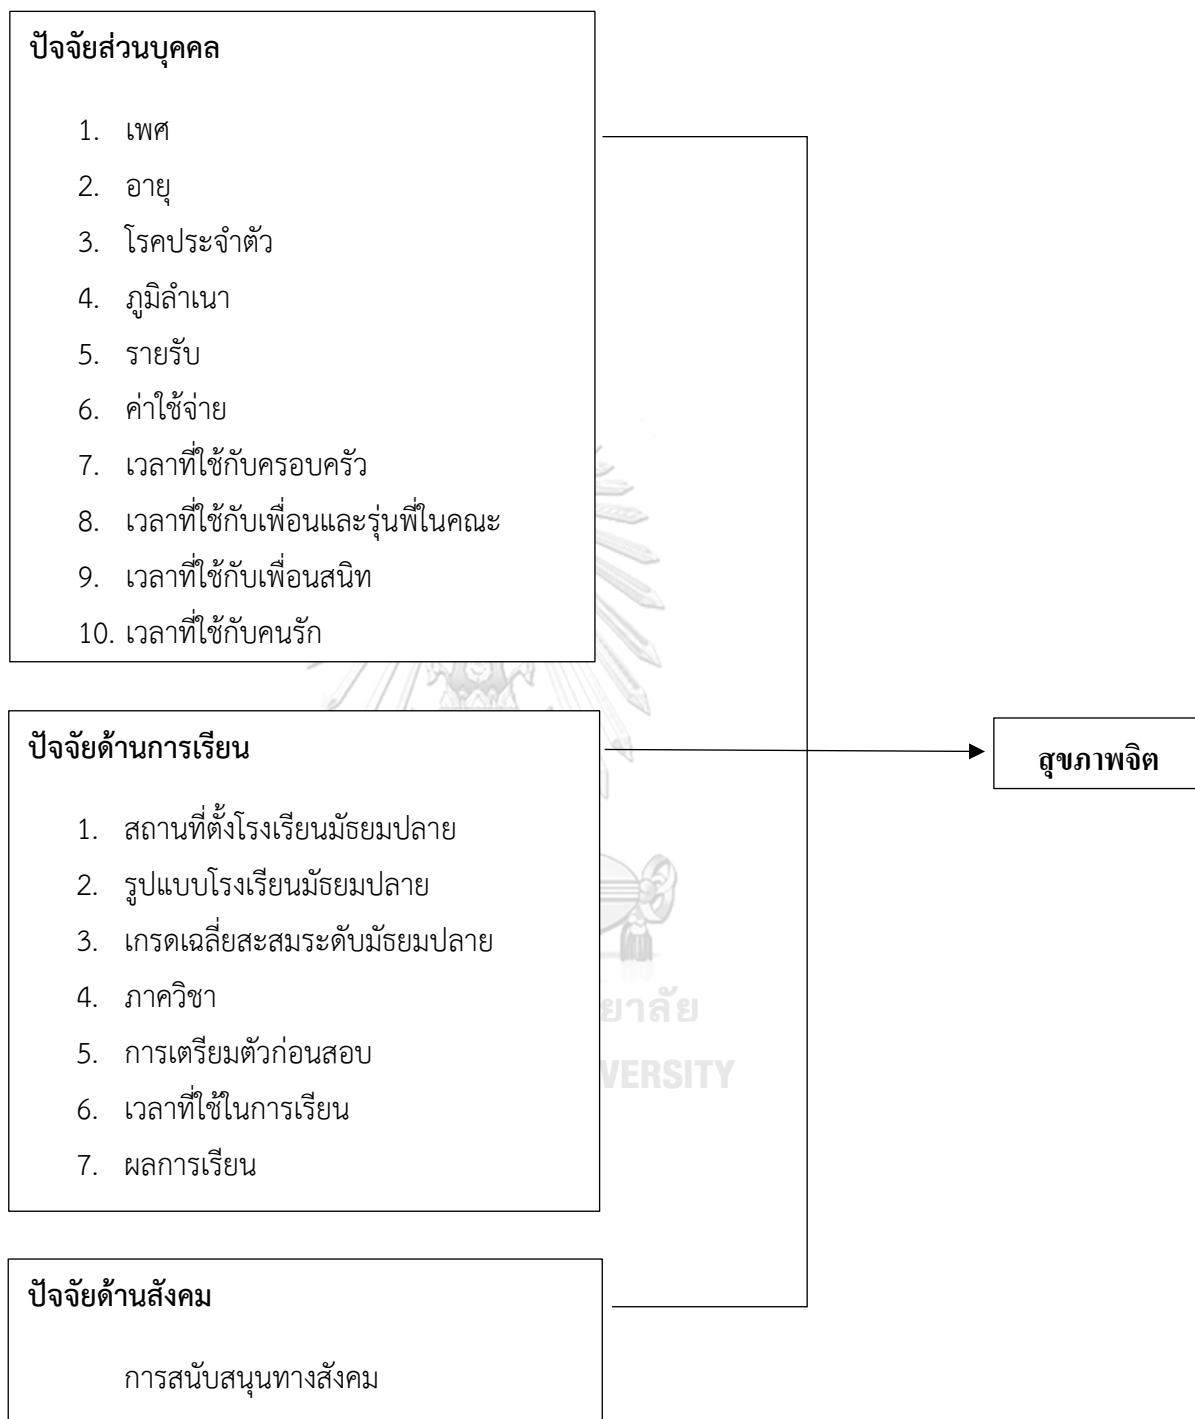 ปัจจัยส่วนบุคคล
1. เพศ
2. อายุ
3. โรคประจำตัว
4. ภูมิลำเนา
5. รายรับ
6. ค่าใช้จ่าย
7. เวลาที่ใช้กับครอบครัว
8. เวลาที่ใช้กับเพื่อนและรุ่นพี่ในคณะ
9. เวลาที่ใช้กับเพื่อนสนิท
10. เวลาที่ใช้กับคนรัก
ปัจจัยด้านการเรียน
สุขภาพจิต
1. สถานที่ตั้งโรงเรียนมัธยมปลาย
2. รูปแบบโรงเรียนมัธยมปลาย
3. เกรดเฉลี่ยสะสมระดับมัธยมปลาย
4. ภาควิชา
ยาลัย
5. การเตรียมตัวก่อนสอบ
VERSITY
6. เวลาที่ใช้ในการเรียน
7. ผลการเรียน
ปัจจัยด้านสังคม
การสนับสนุนทางสังคม